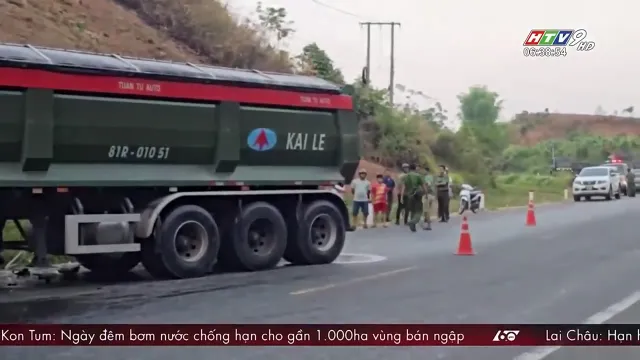 HTV9 HD
06:38:54
TUAN TU AUTO
TUAN TU AUTO
81R-010 51
KAI LE
Kon Tum: Ngày đêm bơm nước chống hạn cho gần 1.000ha vùng bán ngập
60
Lai Châu: Hạn h